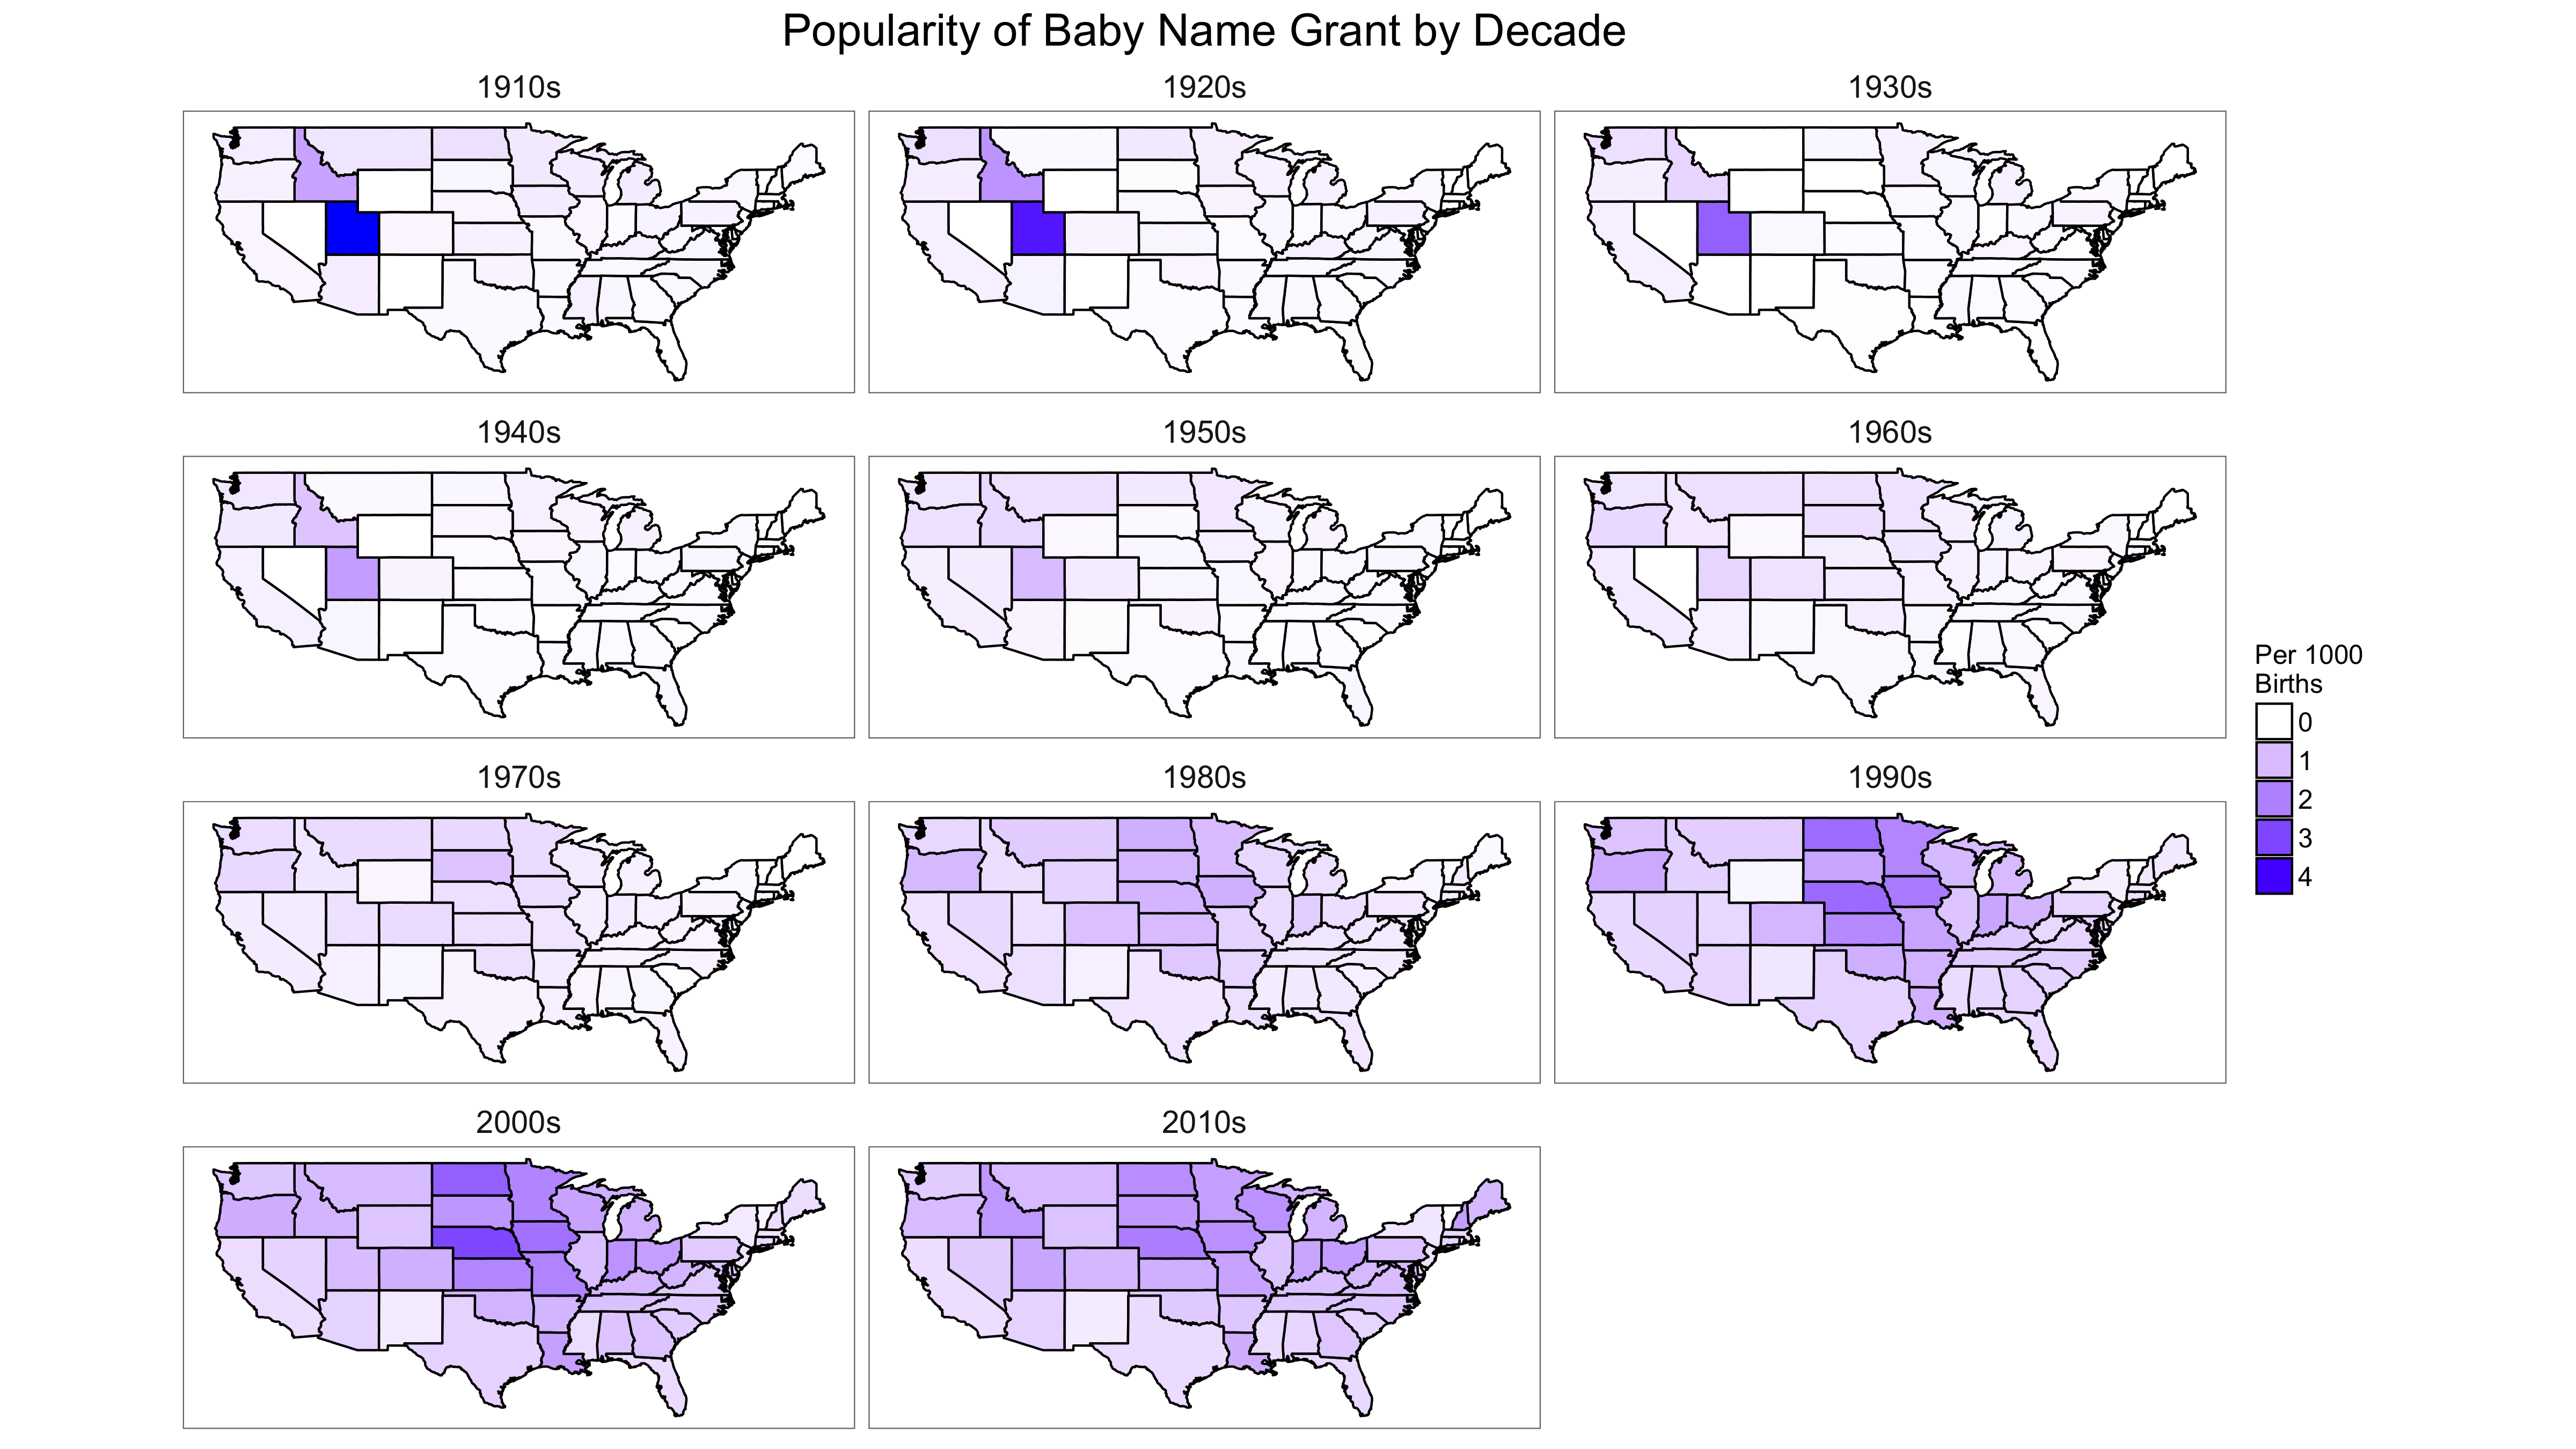 Popularity of Baby Name Grant by Decade
1910s
1920s
1930s
1940s
1950s
1960s
1970s
1980s
1990s
2000s
2010s
Per 1000
Births
0
1
2
3
4